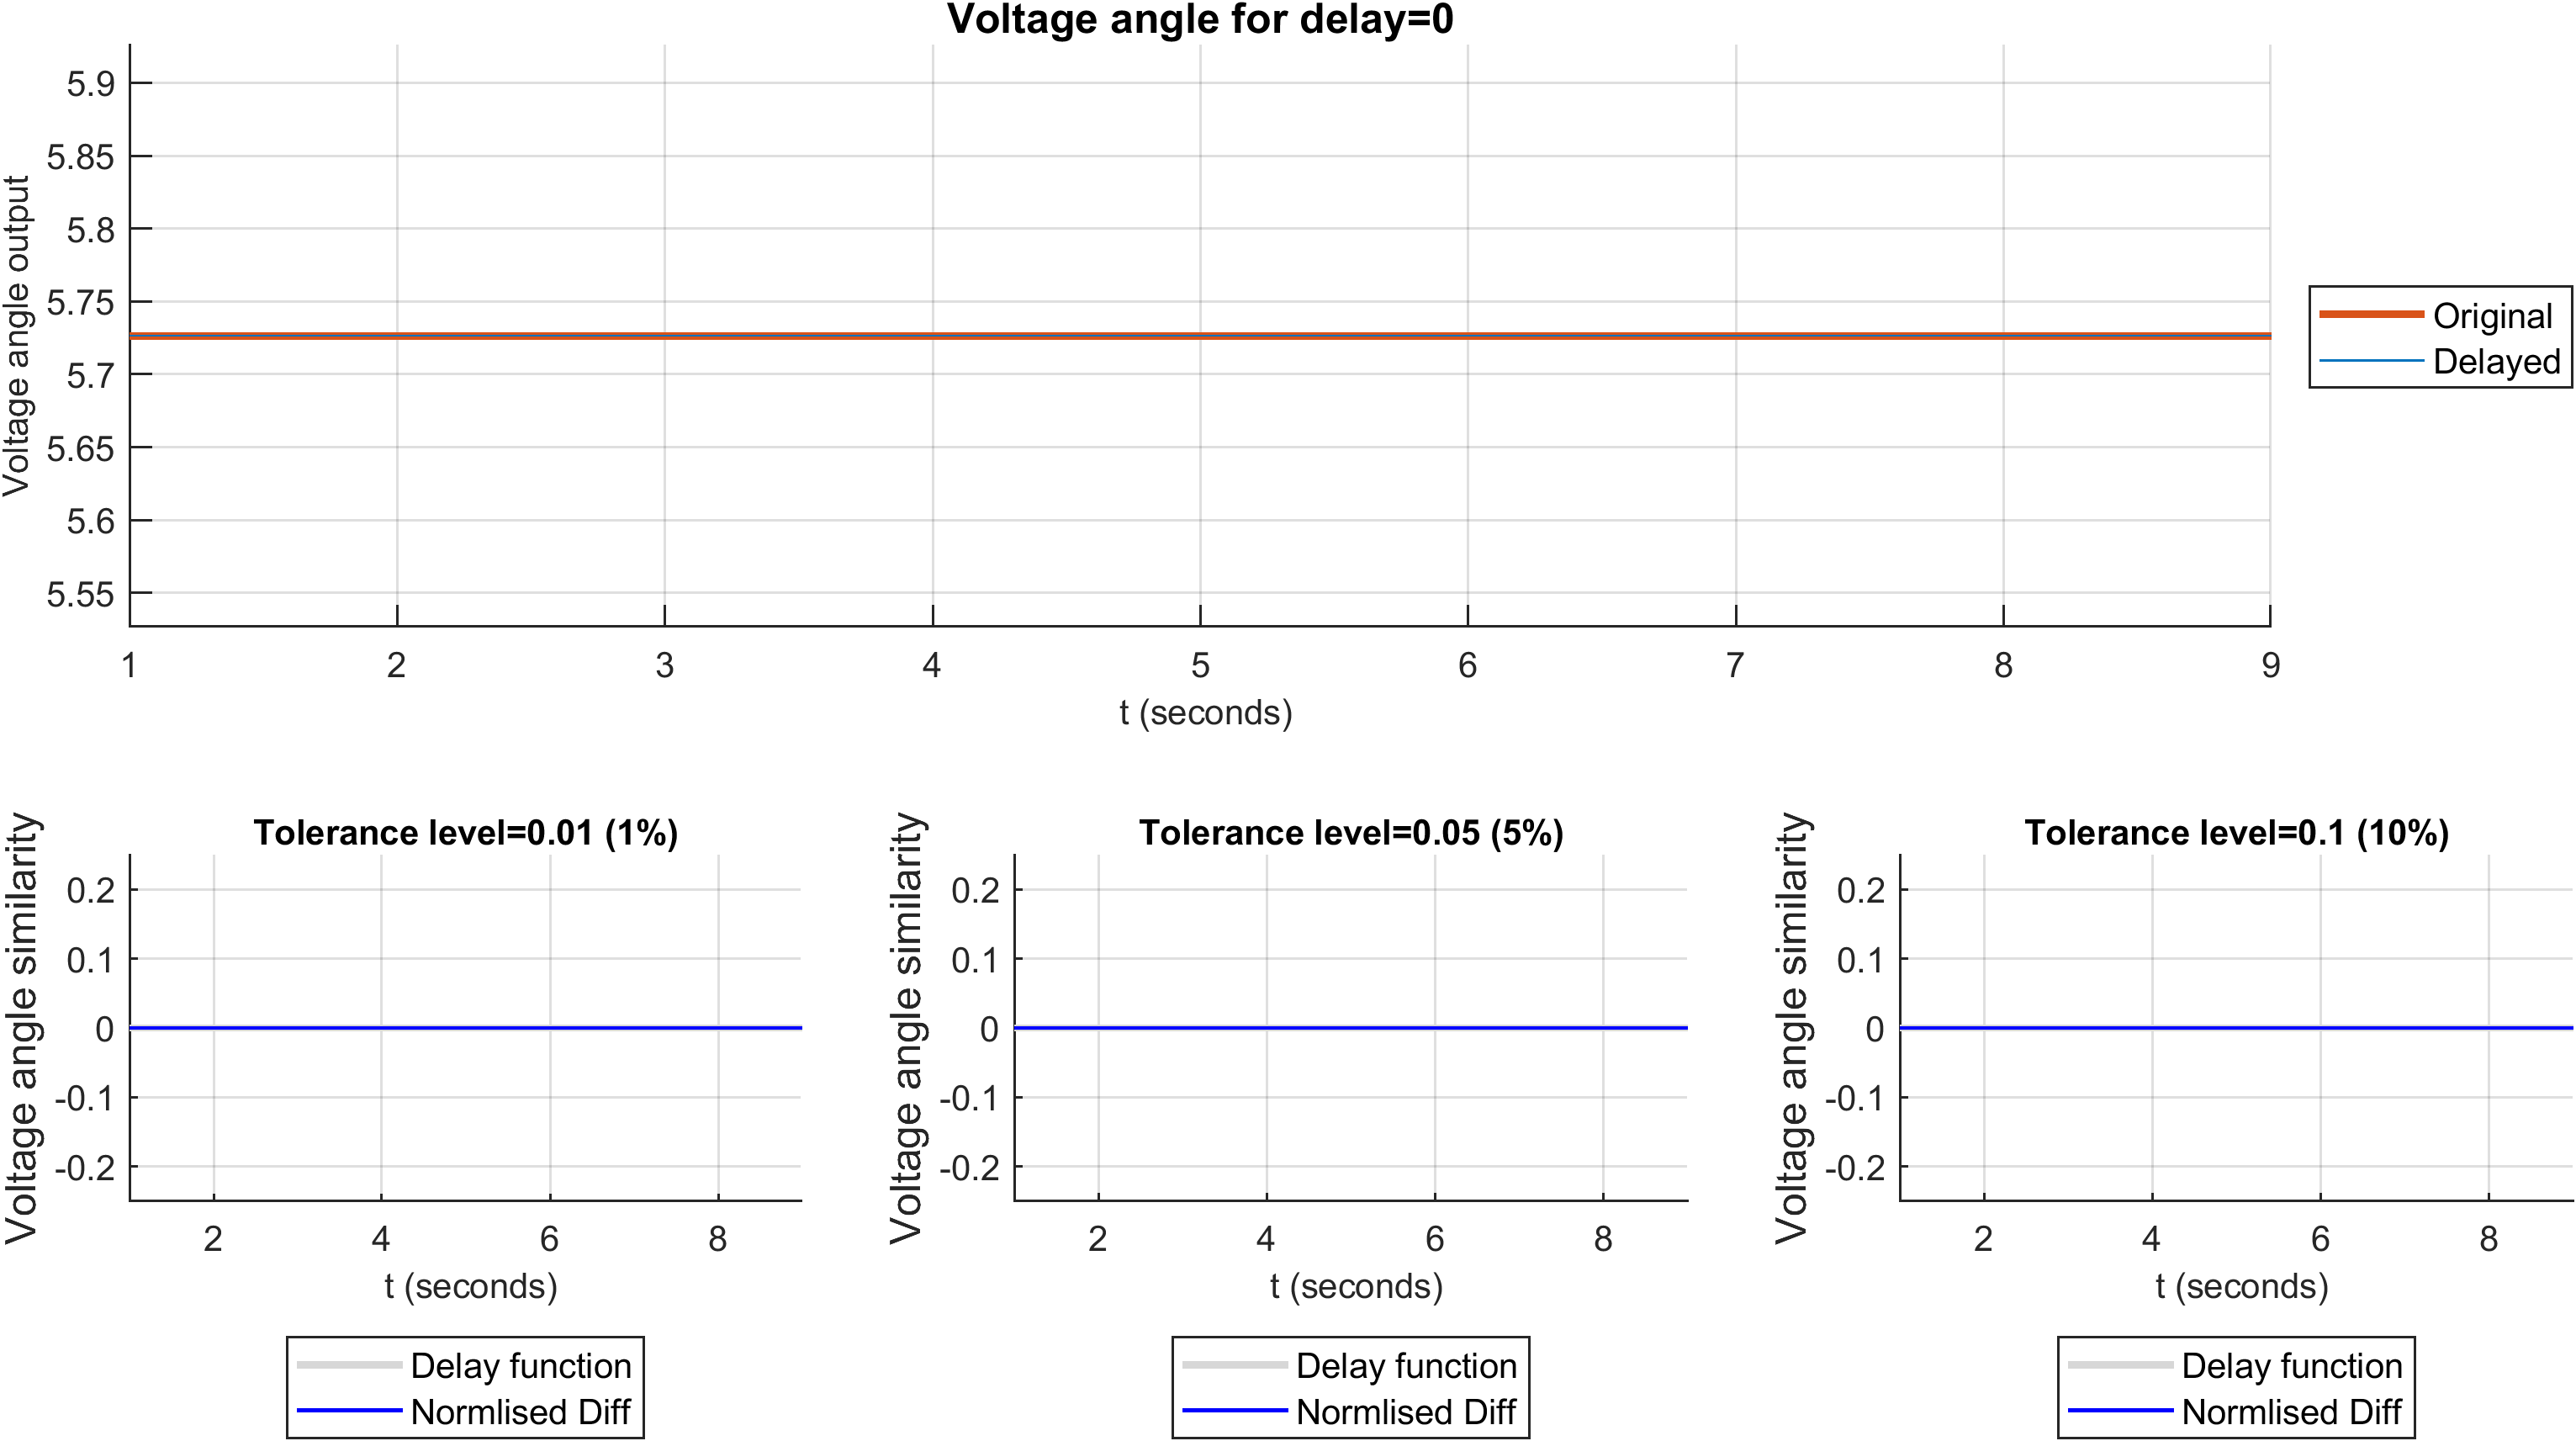 Voltage angle for delay=0
Voltage angle output
5.9
5.85
5.8
5.75
5.7
5.65
5.6
5.55
1 2 3 4 5 6 7 8 9
t (seconds)
Original
Delayed
Tolerance level=0.01 (1%)
Voltage angle similarity
0.2
0.1
0
-0.1
-0.2
2 4 6 8
t (seconds)
Delay function
Normlised Diff
Tolerance level=0.05 (5%)
Voltage angle similarity
0.2
0.1
0
-0.1
-0.2
2 4 6 8
t (seconds)
Delay function
Normlised Diff
Tolerance level=0.1 (10%)
Voltage angle similarity
0.2
0.1
0
-0.1
-0.2
2 4 6 8
t (seconds)
Delay function
Normlised Diff